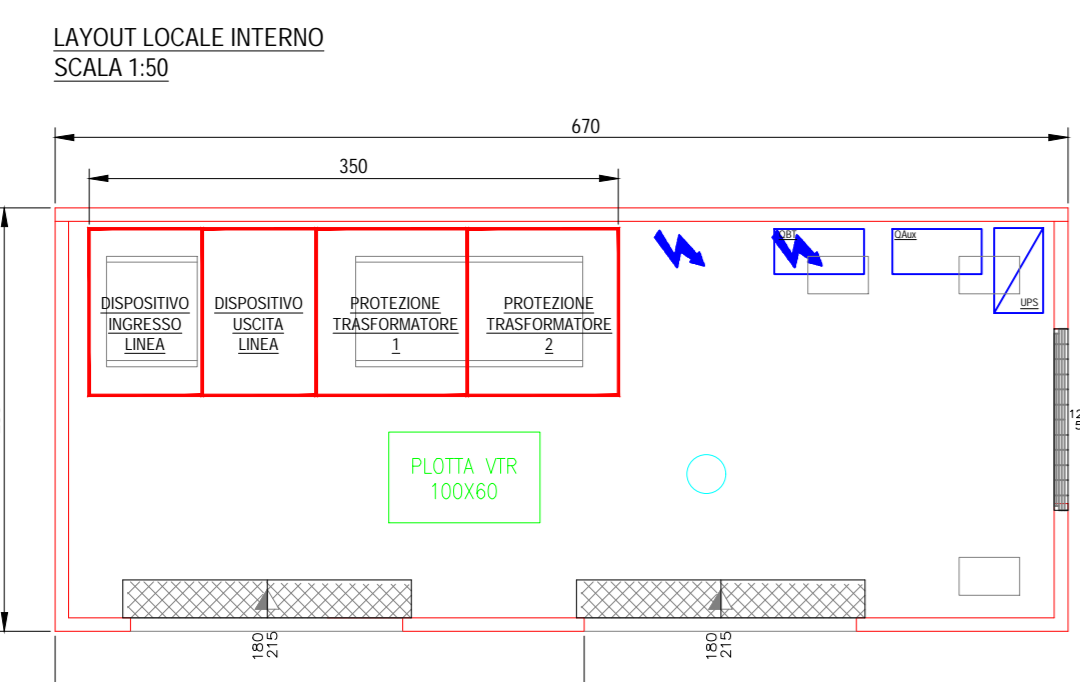 LAYOUT LOCALE INTERNO
SCALA 1:50
670
350
DISPOSITIVO
INGRESSO
LINEA
DISPOSITIVO
USCITA
LINEA
PROTEZIONE
TRASFORMATORE
1
PROTEZIONE
TRASFORMATORE
2
QBT
QAux
UPS
PLOTTA VTR
100X60
180
215
180
215